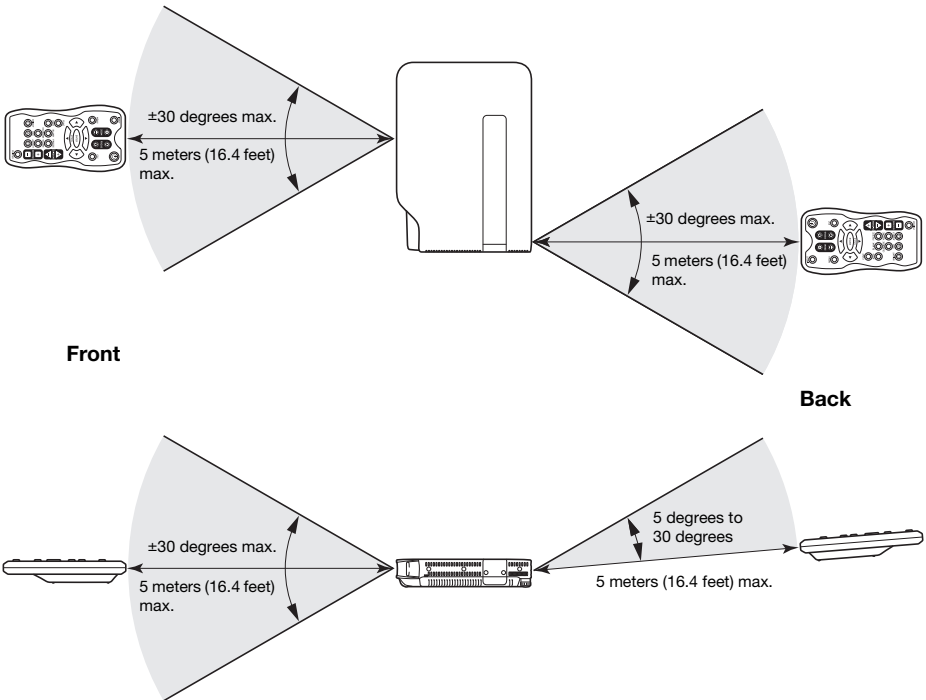 ±30 degrees max.
5 meters (16.4 feet)
max.
±30 degrees max.
5 meters (16.4 feet)
max.
Front
Back
±30 degrees max.
5 meters (16.4 feet)
max.
5 degrees to
30 degrees
5 meters (16.4 feet) max.